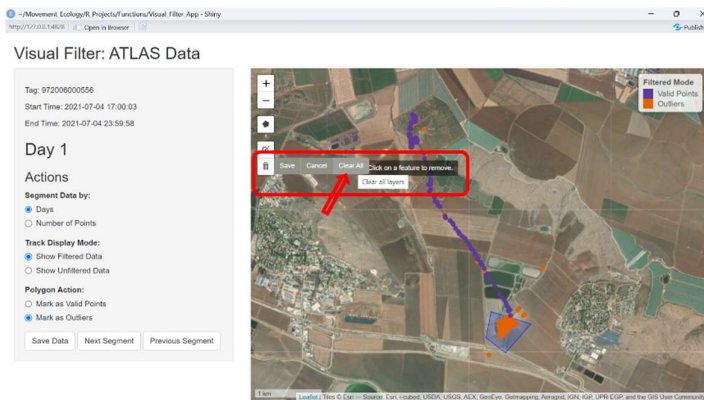 ~/Movement_Ecology/R_Projects/Functions/Visual_Filter_App - Shiny
http://127.0.0.1:4828 Open in Browser Publish
Visual Filter: ATLAS Data
Tag: 972006000556
Start Time: 2021-07-04 17:00:03
End Time: 2021-07-04 23:59:58
Day 1
Actions
Segment Data by:
Days
Number of Points
Track Display Mode:
Show Filtered Data
Show Unfiltered Data
Polygon Action:
Mark as Valid Points
Mark as Outliers
Save Data Next Segment Previous Segment
+
−
Save Cancel Clear All Click on a feature to remove.
Clear all layers
Filtered Mode
Valid Points
Outliers
1 km
Leaflet | Tiles © Esri — Source: Esri, i-cubed, USDA, USGS, AEX, GeoEye, Getmapping, Aerogrid, IGN, IGP, UPR-EGP, and the GIS User Community